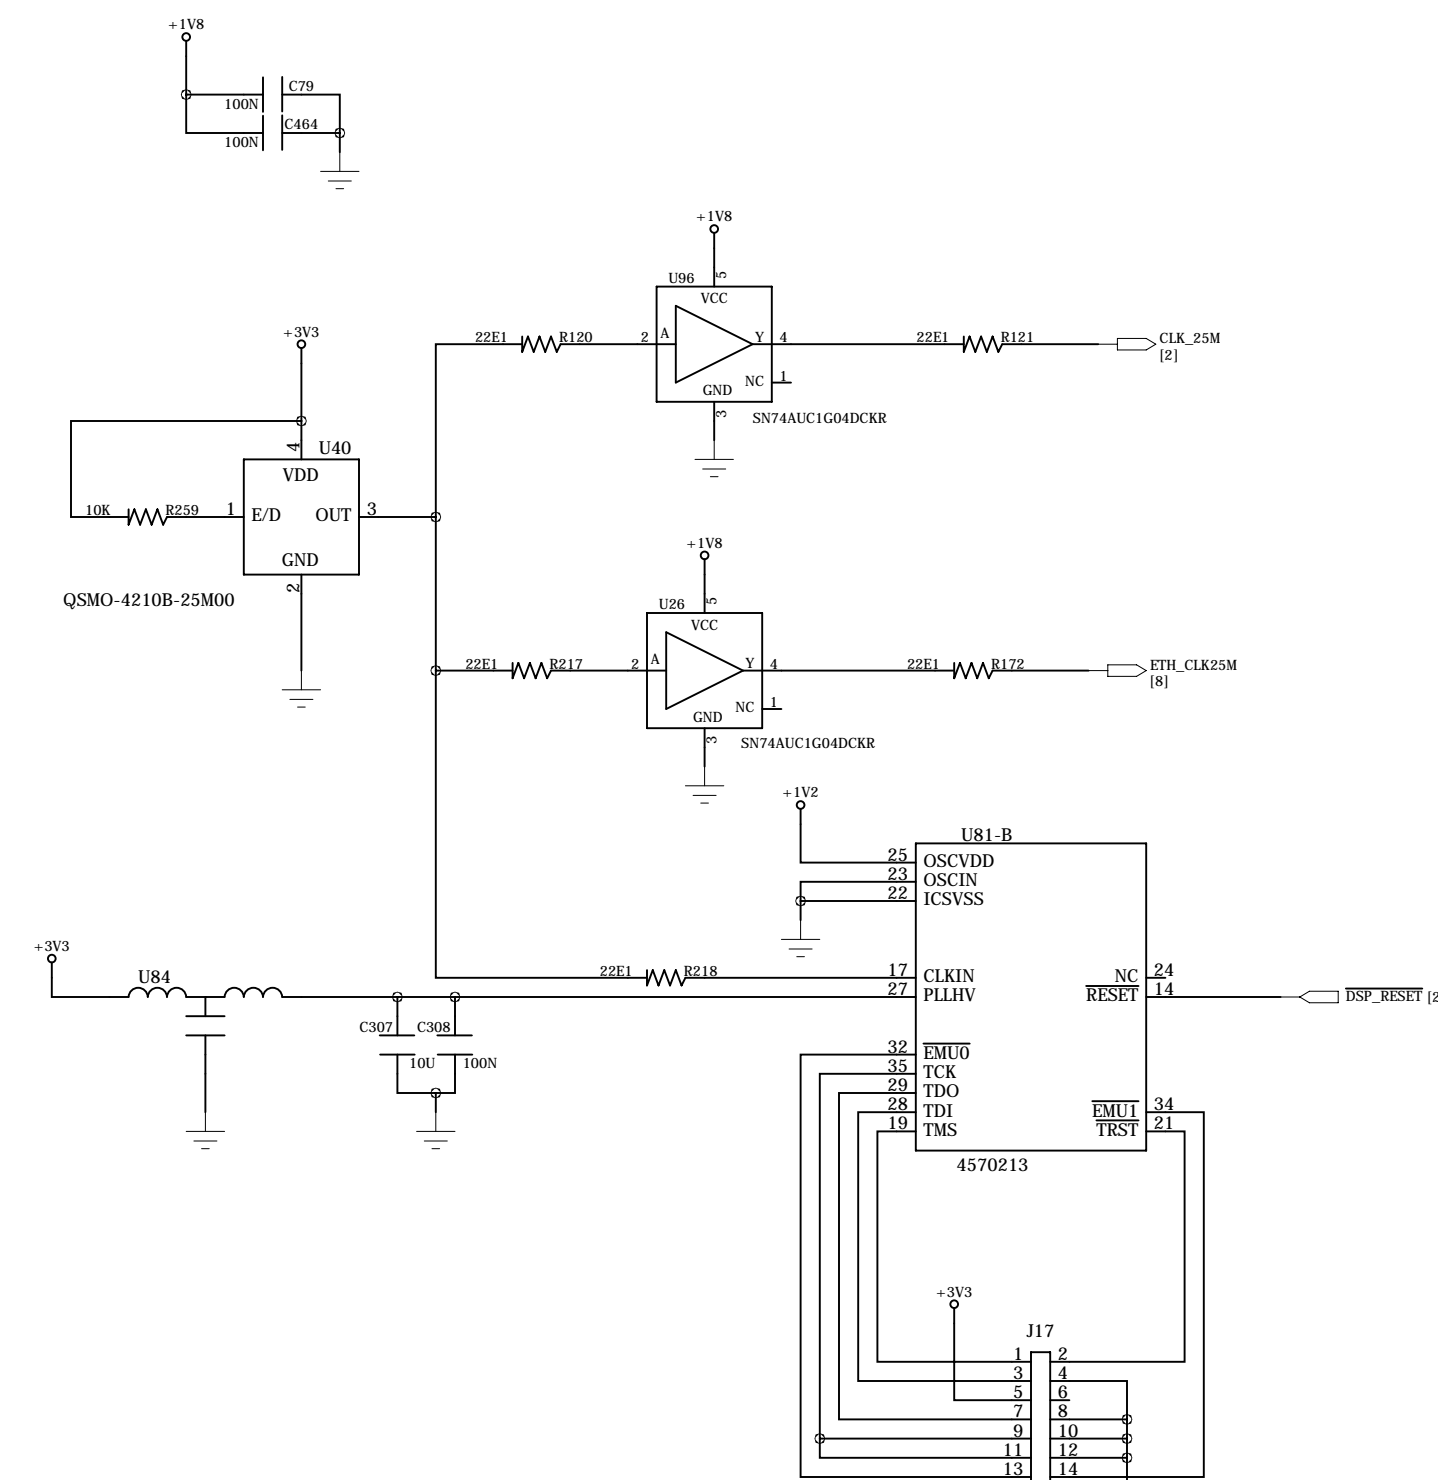 +1V8
C79
100N
C464
100N
+1V8
U96
5
VCC
22E1 R120 2 A Y 4 22E1 R121 CLK_25M
[2]
NC 1
GND
3
SN74AUC1G04DCKR
+3V3
4 U40
VDD
10K R259 1 E/D OUT 3
GND
2
QSMO-4210B-25M00
+1V8
U26
5
VCC
22E1 R217 2 A Y 4 22E1 R172 ETH_CLK25M
[8]
NC 1
GND
3
SN74AUC1G04DCKR
+1V2
U81-B
25 OSCVDD
23 OSCIN
22 ICSVSS
+3V3
U84
22E1 R218 17 CLKIN NC 24
27 PLLHV RESET 14 DSP_RESET [2
C307 C308
10U 100N
32 EMU0
35 TCK
29 TDO
28 TDI EMU1 34
19 TMS TRST 21
4570213
+3V3
J17
1 2
3 4
5 6
7 8
9 10
11 12
13 14